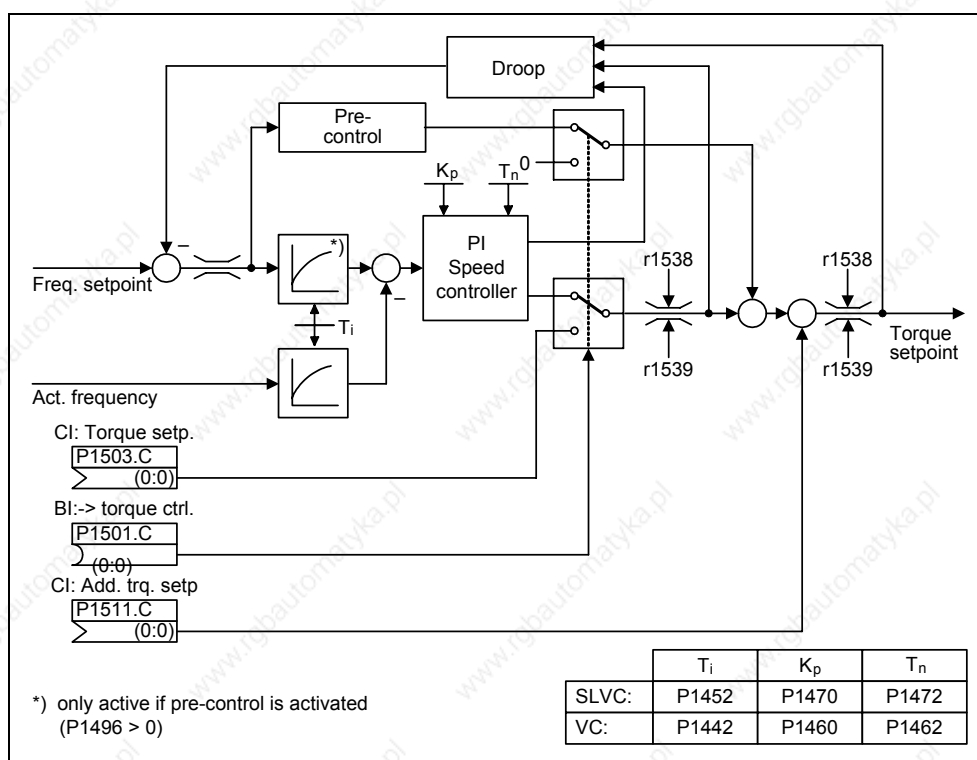 Droop
Pre-
control
Kp
Tn
0
*)
PI
Speed
controller
r1538
r1538
Freq. setpoint
Ti
r1539
r1539
Torque
setpoint
Act. frequency
CI: Torque setp.
P1503.C
(0:0)
BI:-> torque ctrl.
P1501.C
(0:0)
CI: Add. trq. setp
P1511.C
(0:0)
Ti Kp Tn
SLVC: P1452 P1470 P1472
VC: P1442 P1460 P1462
*) only active if pre-control is activated
(P1496 > 0)
www.rgbautomatyka.pl